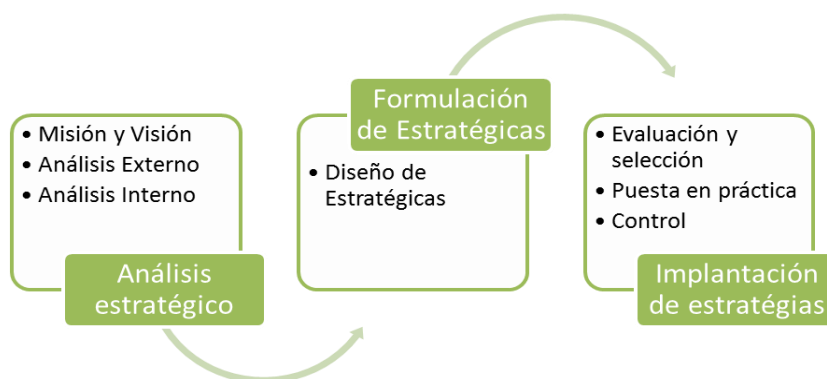 • Misión y Visión
• Análisis Externo
• Análisis Interno
Análisis
estratégico
Formulación
de Estratégicas
• Diseño de
Estratégicas
• Evaluación y
selección
• Puesta en práctica
• Control
Implantación
de estratégias